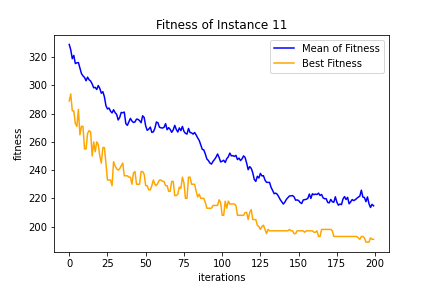 Fitness of Instance 11
Mean of Fitness
Best Fitness
fitness
320
300
280
260
240
220
200
0 25 50 75 100 125 150 175 200
iterations